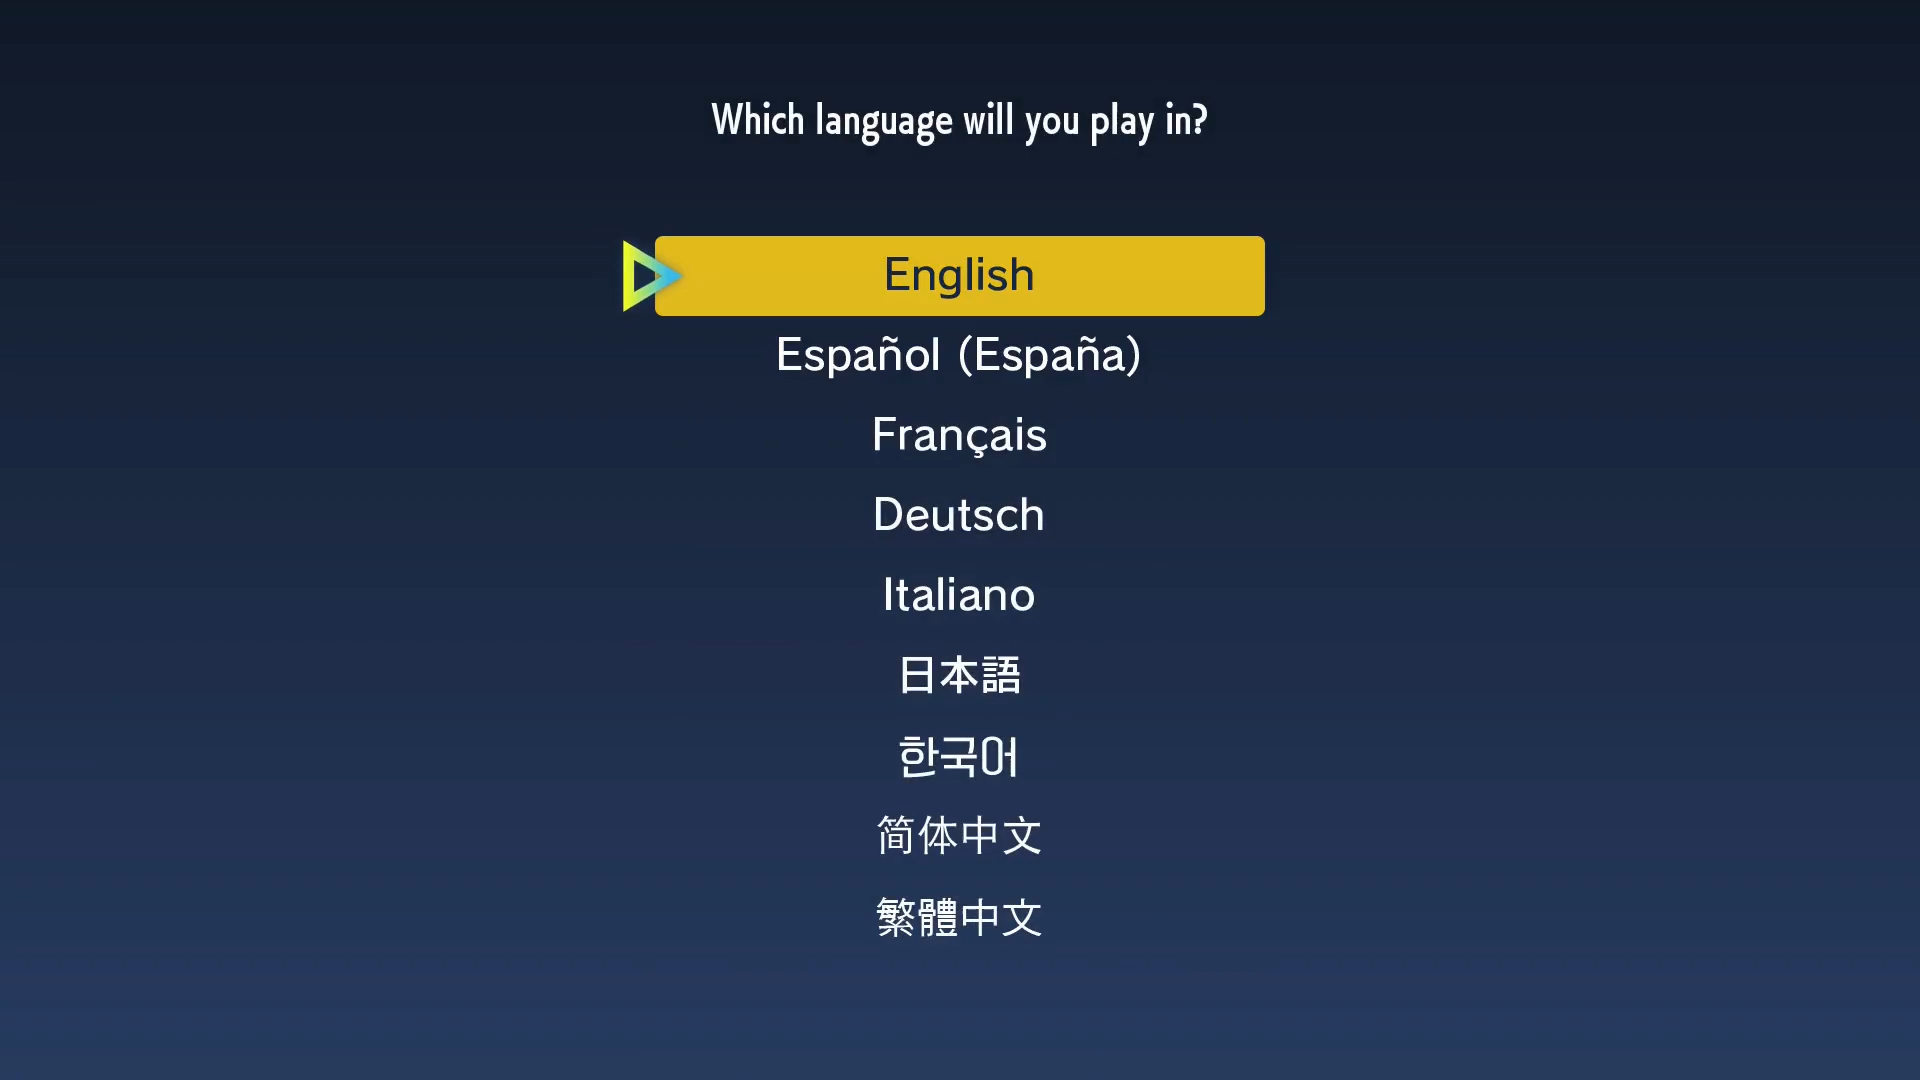 Which language will you play in?
English
Español (España)
Français
Deutsch
Italiano
日本語
한국어
简体中文
繁體中文